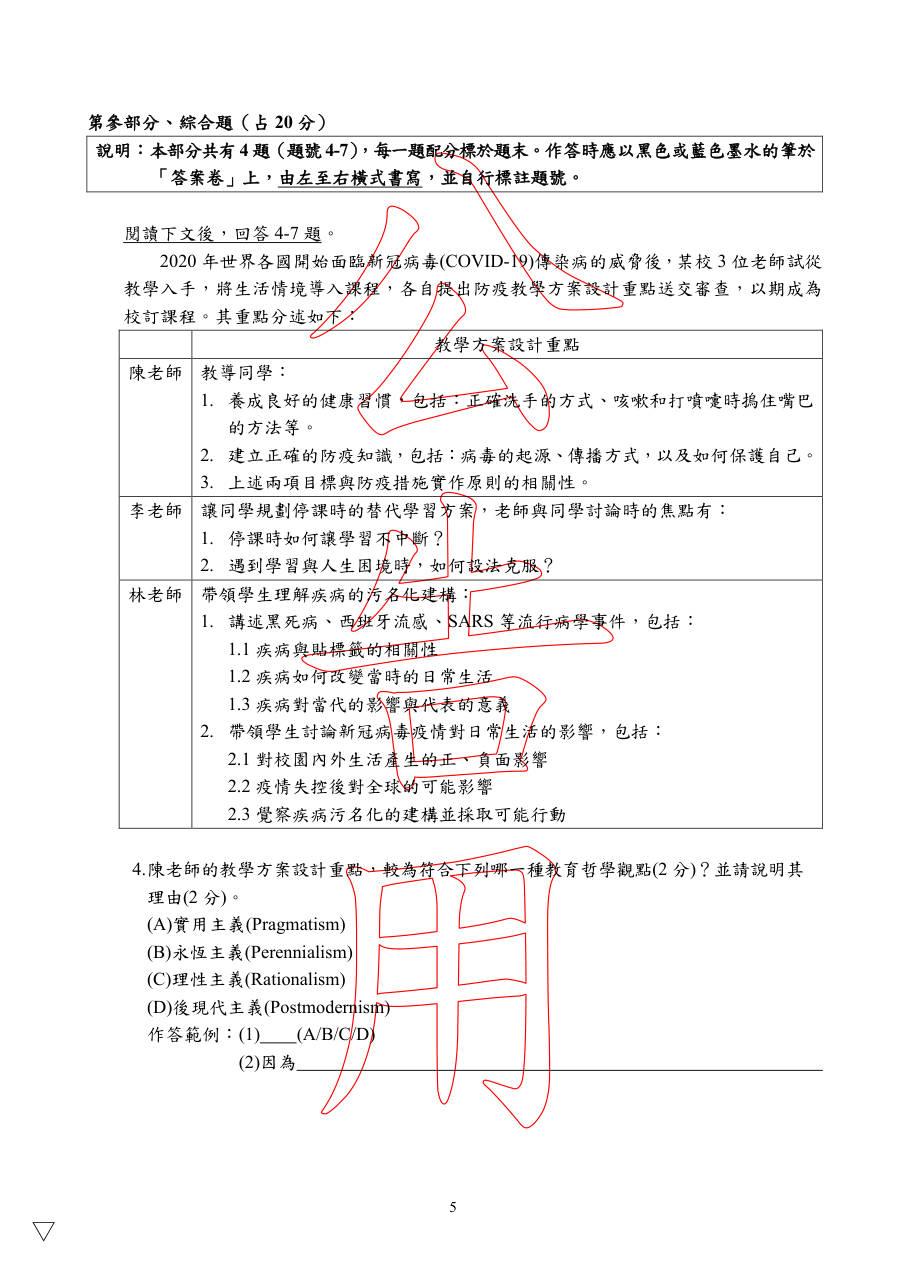 第參部分、綜合題（占 20 分）
說明：本部分共有 4 題（題號 4-7），每一題配分標於題末。作答時應以黑色或藍色墨水的筆於
「答案卷」上，由左至右橫式書寫，並自行標註題號。
閱讀下文後，回答 4-7 題。
2020 年世界各國開始面臨新冠病毒(COVID-19)傳染病的威脅後，某校 3 位老師試從
教學入手，將生活情境導入課程，各自提出防疫教學方案設計重點送交審查，以期成為
校訂課程。其重點分述如下：
教學方案設計重點
陳老師 教導同學：
1. 養成良好的健康習慣，包括：正確洗手的方式、咳嗽和打噴嚏時摀住嘴巴
的方法等。
2. 建立正確的防疫知識，包括：病毒的起源、傳播方式，以及如何保護自己。
3. 上述兩項目標與防疫措施實作原則的相關性。
李老師 讓同學規劃停課時的替代學習方案，老師與同學討論時的焦點有：
1. 停課時如何讓學習不中斷？
2. 遇到學習與人生困境時，如何設法克服？
林老師 帶領學生理解疾病的污名化建構：
1. 講述黑死病、西班牙流感、SARS 等流行病學事件，包括：
1.1 疾病與貼標籤的相關性
1.2 疾病如何改變當時的日常生活
1.3 疾病對當代的影響與代表的意義
2. 帶領學生討論新冠病毒疫情對日常生活的影響，包括：
2.1 對校園內外生活產生的正、負面影響
2.2 疫情失控後對全球的可能影響
2.3 覺察疾病污名化的建構並採取可能行動
4.陳老師的教學方案設計重點，較為符合下列哪一種教育哲學觀點(2 分)？並請說明其
理由(2 分)。
(A)實用主義(Pragmatism)
(B)永恆主義(Perennialism)
(C)理性主義(Rationalism)
(D)後現代主義(Postmodernism)
作答範例：(1)____(A/B/C/D)
(2)因為
公告用
5